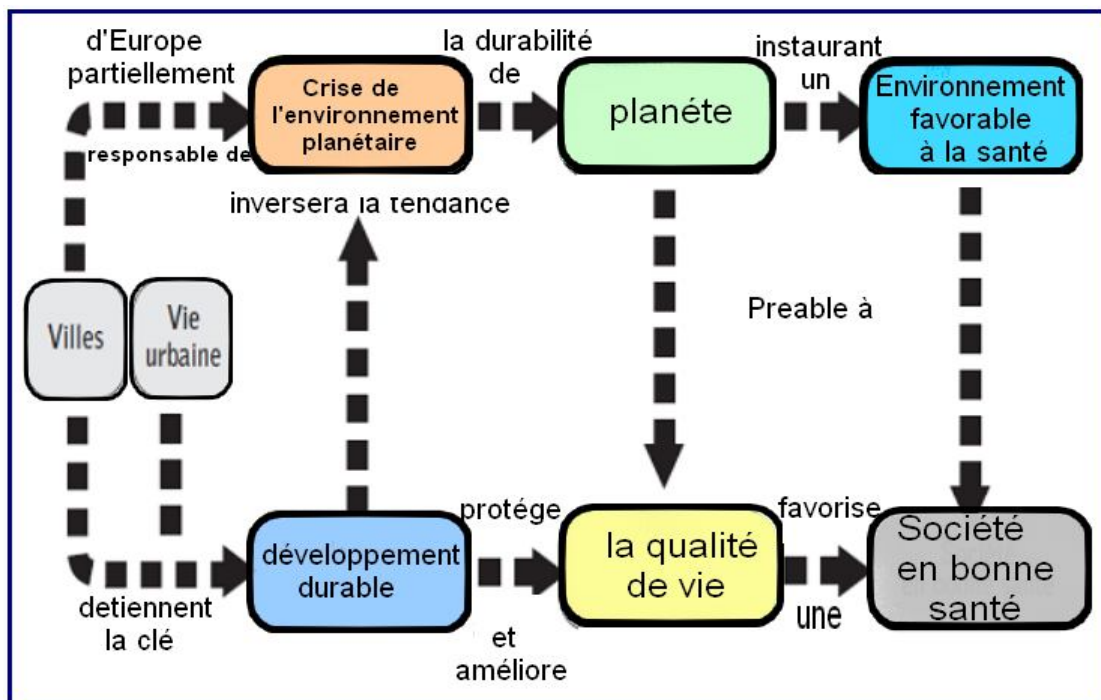 d'Europe
partiellement
responsable de
Crise de
l'environnement
planétaire
la durabilité
de
planéte
instaurant
un
Environnement
favorable
à la santé
inversera la tendance
Villes
Vie
urbaine
Preable à
detiennent
la clé
développement
durable
protége
et
améliore
la qualité
de vie
favorise
une
Société
en bonne
santé